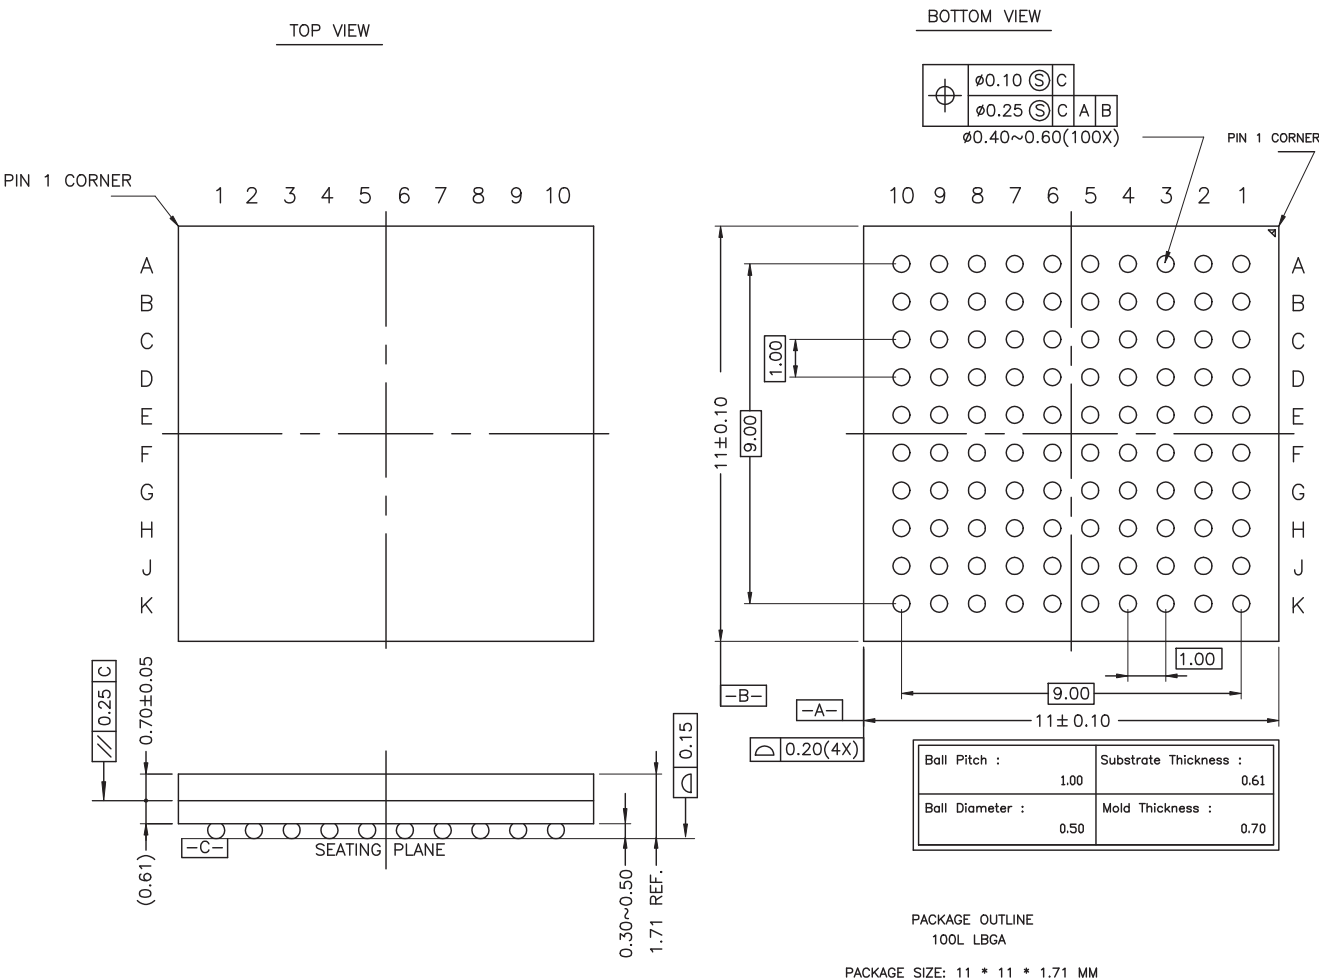 TOP VIEW
BOTTOM VIEW
ø0.10 Ⓢ C
ø0.25 Ⓢ C A B
ø0.40~0.60(100X)
PIN 1 CORNER
PIN 1 CORNER
1 2 3 4 5 6 7 8 9 10
10 9 8 7 6 5 4 3 2 1
A
B
C
D
E
F
G
H
J
K
A
B
C
D
E
F
G
H
J
K
1.00
9.00
11±0.10
1.00
9.00
11±0.10
-B-
-A-
⌓ 0.20(4X)
// 0.25 C
0.70±0.05
(0.61)
-C-
SEATING PLANE
0.30~0.50
1.71 REF.
⌓ 0.15
Ball Pitch : 1.00
Substrate Thickness : 0.61
Ball Diameter : 0.50
Mold Thickness : 0.70
PACKAGE OUTLINE
100L LBGA
PACKAGE SIZE: 11 * 11 * 1.71 MM